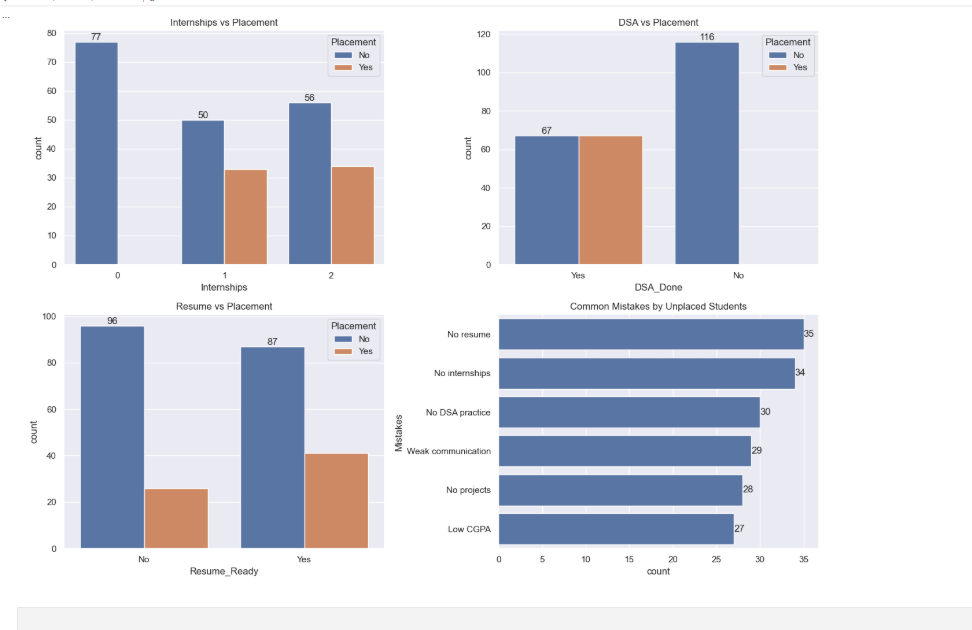 ...
Internships vs Placement
80
70
60
50
40
30
20
10
0
count
77
50
56
Placement
No
Yes
0
1
2
Internships
DSA vs Placement
120
100
80
60
40
20
0
count
67
116
Placement
No
Yes
Yes
No
DSA_Done
Resume vs Placement
100
80
60
40
20
0
count
96
87
Placement
No
Yes
No
Yes
Resume_Ready
Common Mistakes by Unplaced Students
Mistakes
No resume 35
No internships 34
No DSA practice 30
Weak communication 29
No projects 28
Low CGPA 27
0 5 10 15 20 25 30 35
count